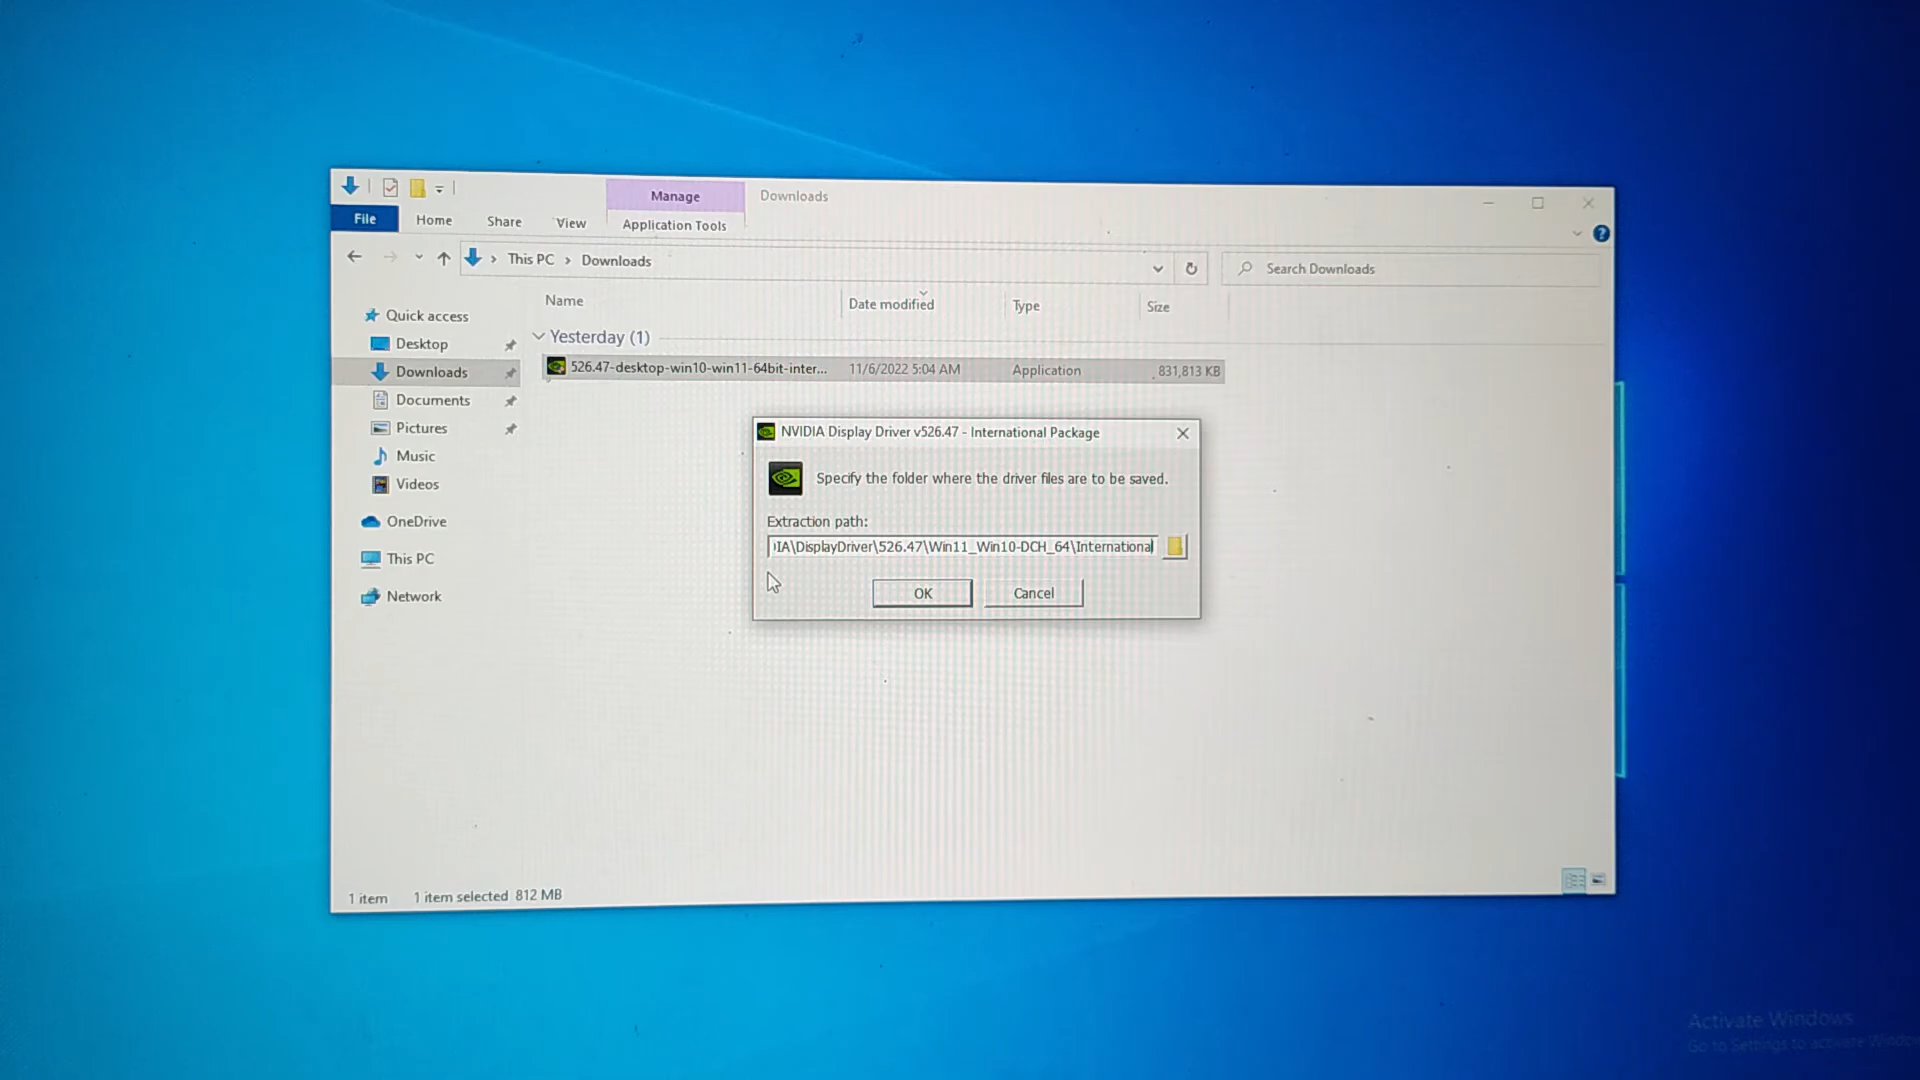 Manage
Downloads
File
Home
Share
View
Application Tools
This PC
Downloads
Search Downloads
Name
Date modified
Type
Size
Quick access
Desktop
Downloads
Documents
Pictures
Music
Videos
OneDrive
This PC
Network
Yesterday (1)
526.47-desktop-win10-win11-64bit-inter...
11/6/2022 5:04 AM
Application
831,813 KB
NVIDIA Display Driver v526.47 - International Package
Specify the folder where the driver files are to be saved.
Extraction path:
IA\DisplayDriver\526.47\Win11_Win10-DCH_64\International
OK
Cancel
1 item
1 item selected 812 MB
Activate Windows
Go to Settings to activate Windows